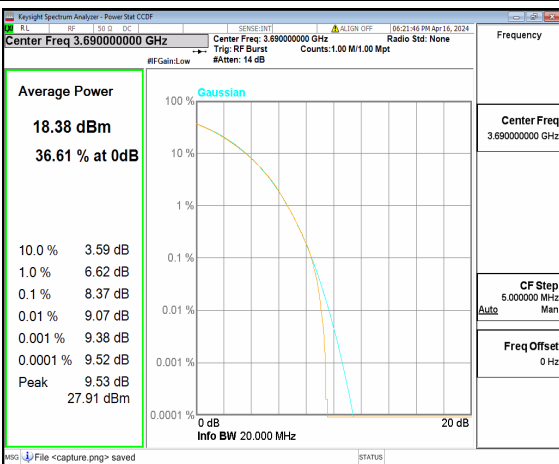 Keysight Spectrum Analyzer - Power Stat CCDF
RL RF 50 Ω DC SENSE:INT ALIGN OFF 06:21:46 PM Apr 16, 2024
Center Freq 3.690000000 GHz
Center Freq: 3.690000000 GHz Radio Std: None
Trig: RF Burst Counts:1.00 M/1.00 Mpt
#IFGain:Low #Atten: 14 dB
Frequency
Center Freq
3.690000000 GHz
CF Step
5.000000 MHz
Auto Man
Freq Offset
0 Hz
Average Power
18.38 dBm
36.61 % at 0dB
10.0 % 3.59 dB
1.0 % 6.62 dB
0.1 % 8.37 dB
0.01 % 9.07 dB
0.001 % 9.38 dB
0.0001 % 9.52 dB
Peak 9.53 dB
27.91 dBm
Gaussian
100 %
10 %
1 %
0.1 %
0.01 %
0.001 %
0.0001 %
0 dB 20 dB
Info BW 20.000 MHz
MSG File <capture.png> saved STATUS